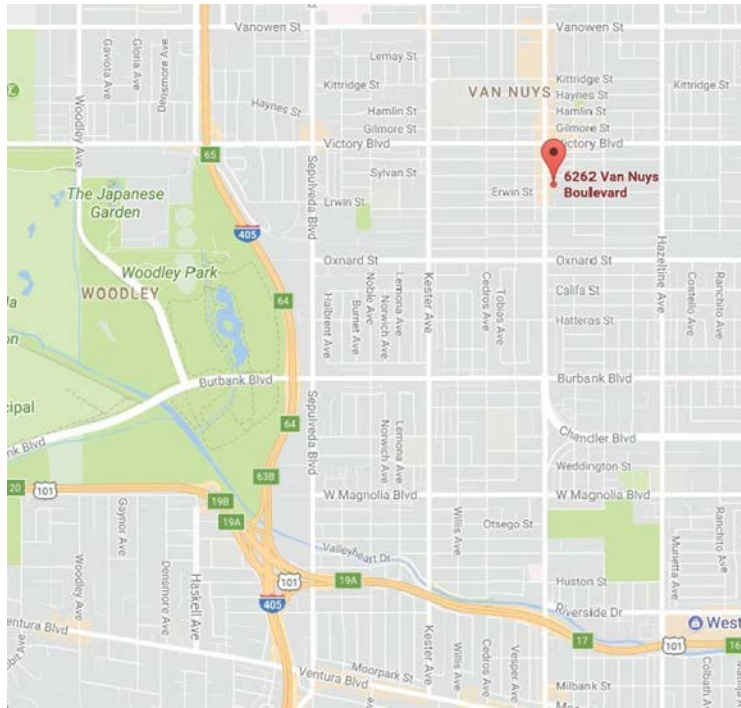 Vanowen St
Vanowen St
Gaviota Ave
Gloria Ave
Densmore Ave
Woodley Ave
Lemay St
Kittridge St
Kittridge St
Kittridge St
VAN NUYS
Haynes St
Haynes St
Hamlin St
Hamlin St
Gilmore St
Gilmore St
Victory Blvd
Victory Blvd
65
Sepulveda Blvd
Sylvan St
6262 Van Nuys
Boulevard
The Japanese
Garden
Erwin St
Erwin St
405
Oxnard St
Oxnard St
Hazeltine Ave
Woodley Park
WOODLEY
64
Halbrent Ave
Burnet Ave
Noble Ave
Norwich Ave
Lemona Ave
Kester Ave
Cedros Ave
Tobias Ave
Califa St
Hatteras St
Costello Ave
Ranchito Ave
Burbank Blvd
Burbank Blvd
64
Sepulveda Blvd
Norwich Ave
Lemona Ave
Chandler Blvd
cipal
nk Blvd
Weddington St
63B
20
101
19B
19A
W Magnolia Blvd
W Magnolia Blvd
Gaynor Ave
Willis Ave
Otsego St
Ranchito Ave
Murietta Ave
Valleyheart Dr
Woodley Ave
Densmore Ave
Haskell Ave
101
19A
Huston St
405
Riverside Dr
West
entura Blvd
17
101
16
Kester Ave
Willis Ave
Cedros Ave
Vesper Ave
Moorpark St
Ventura Blvd
Milbank St
Colbath Ave